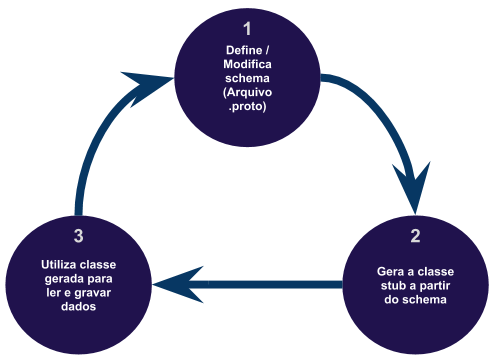 1
Define /
Modifica
schema
(Arquivo
.proto)
2
Gera a classe
stub a partir
do schema
3
Utiliza classe
gerada para
ler e gravar
dados